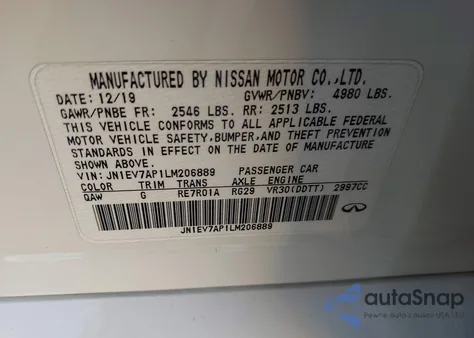 MANUFACTURED BY NISSAN MOTOR CO.,LTD.
DATE: 12/19 GVWR/PNBV: 4980 LBS.
GAWR/PNBE FR: 2546 LBS. RR: 2513 LBS.
THIS VEHICLE CONFORMS TO ALL APPLICABLE FEDERAL
MOTOR VEHICLE SAFETY, BUMPER, AND THEFT PREVENTION
STANDARDS IN EFFECT ON THE DATE OF MANUFACTURE
SHOWN ABOVE.
VIN: JN1EV7AP1LM206889 PASSENGER CAR
COLOR TRIM TRANS AXLE ENGINE
QAW G RE7R01A RG29 VR30(DDTT) 2997CC
JN1EV7AP1LM206889
INFINITI
autoSnap